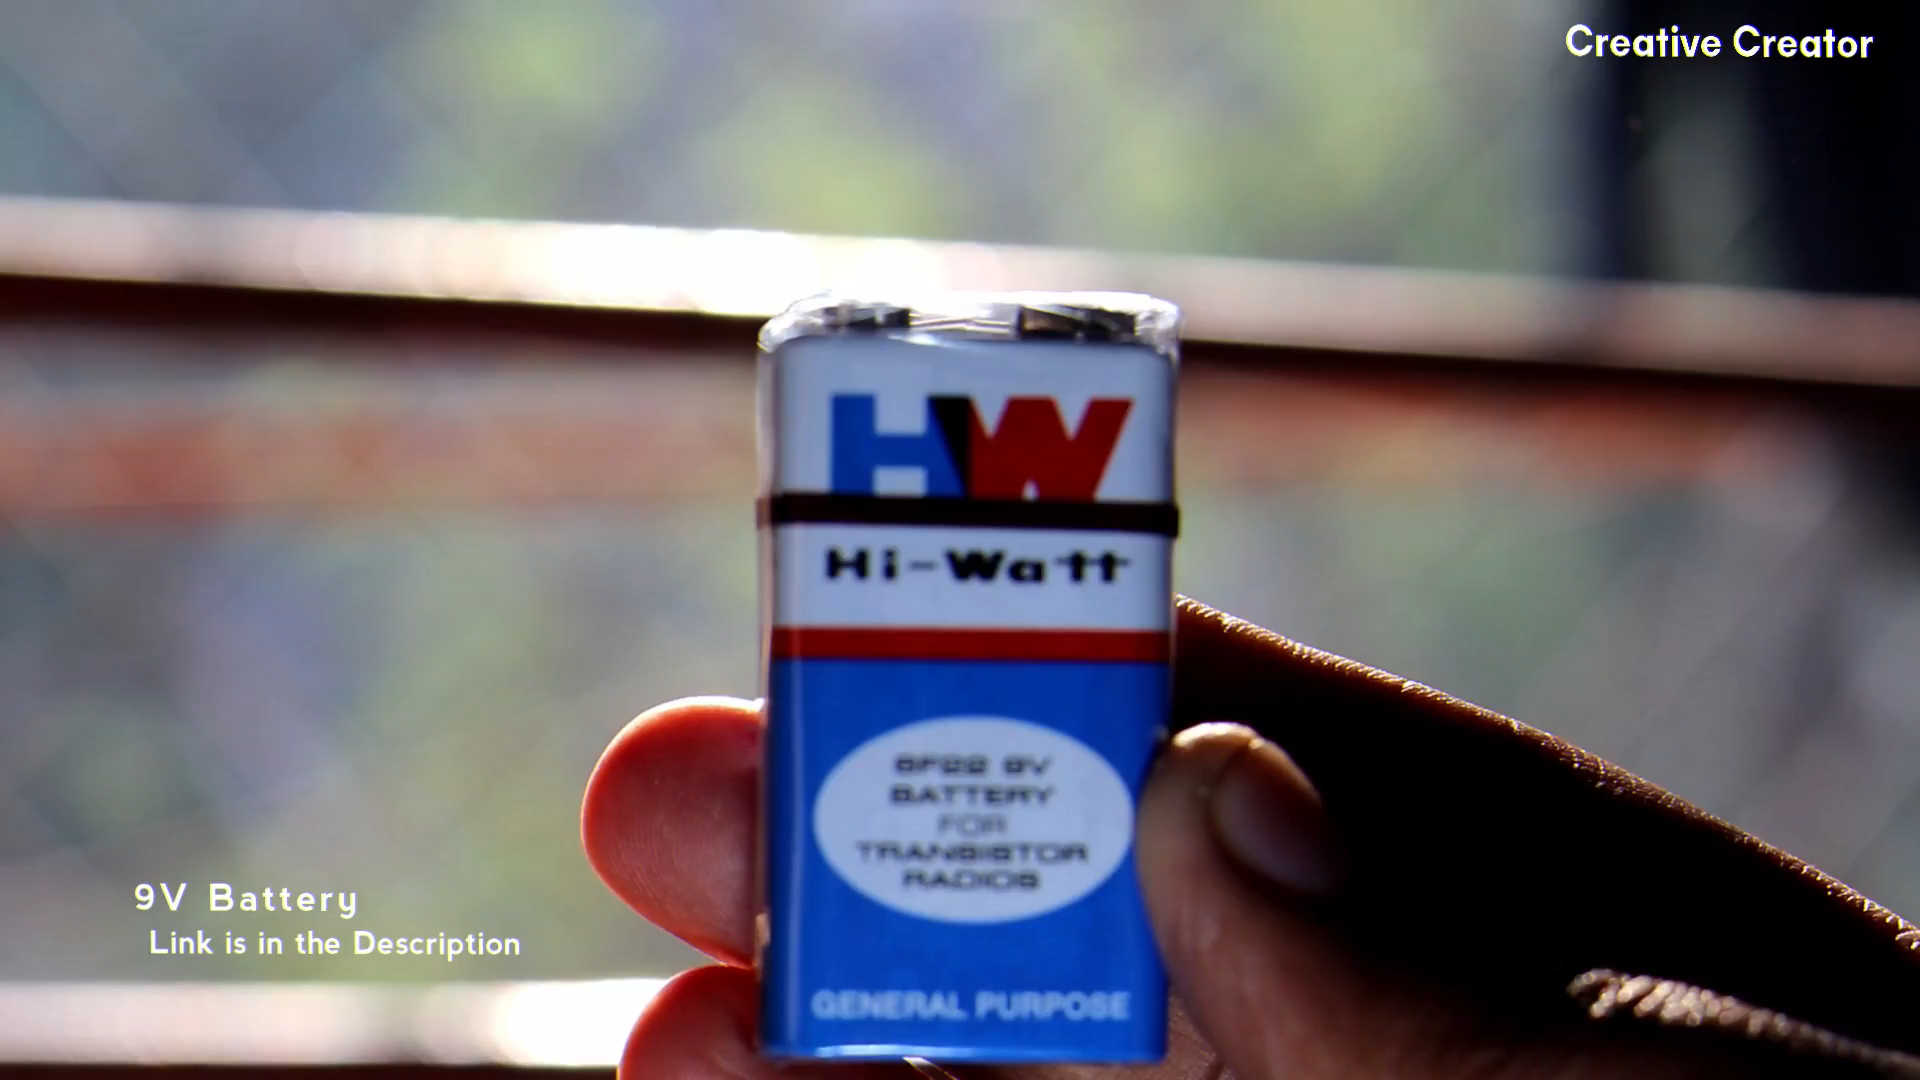 Creative Creator
HW
Hi-Watt
6F22 9V
BATTERY
FOR
TRANSISTOR
RADIOS
GENERAL PURPOSE
9V Battery
Link is in the Description